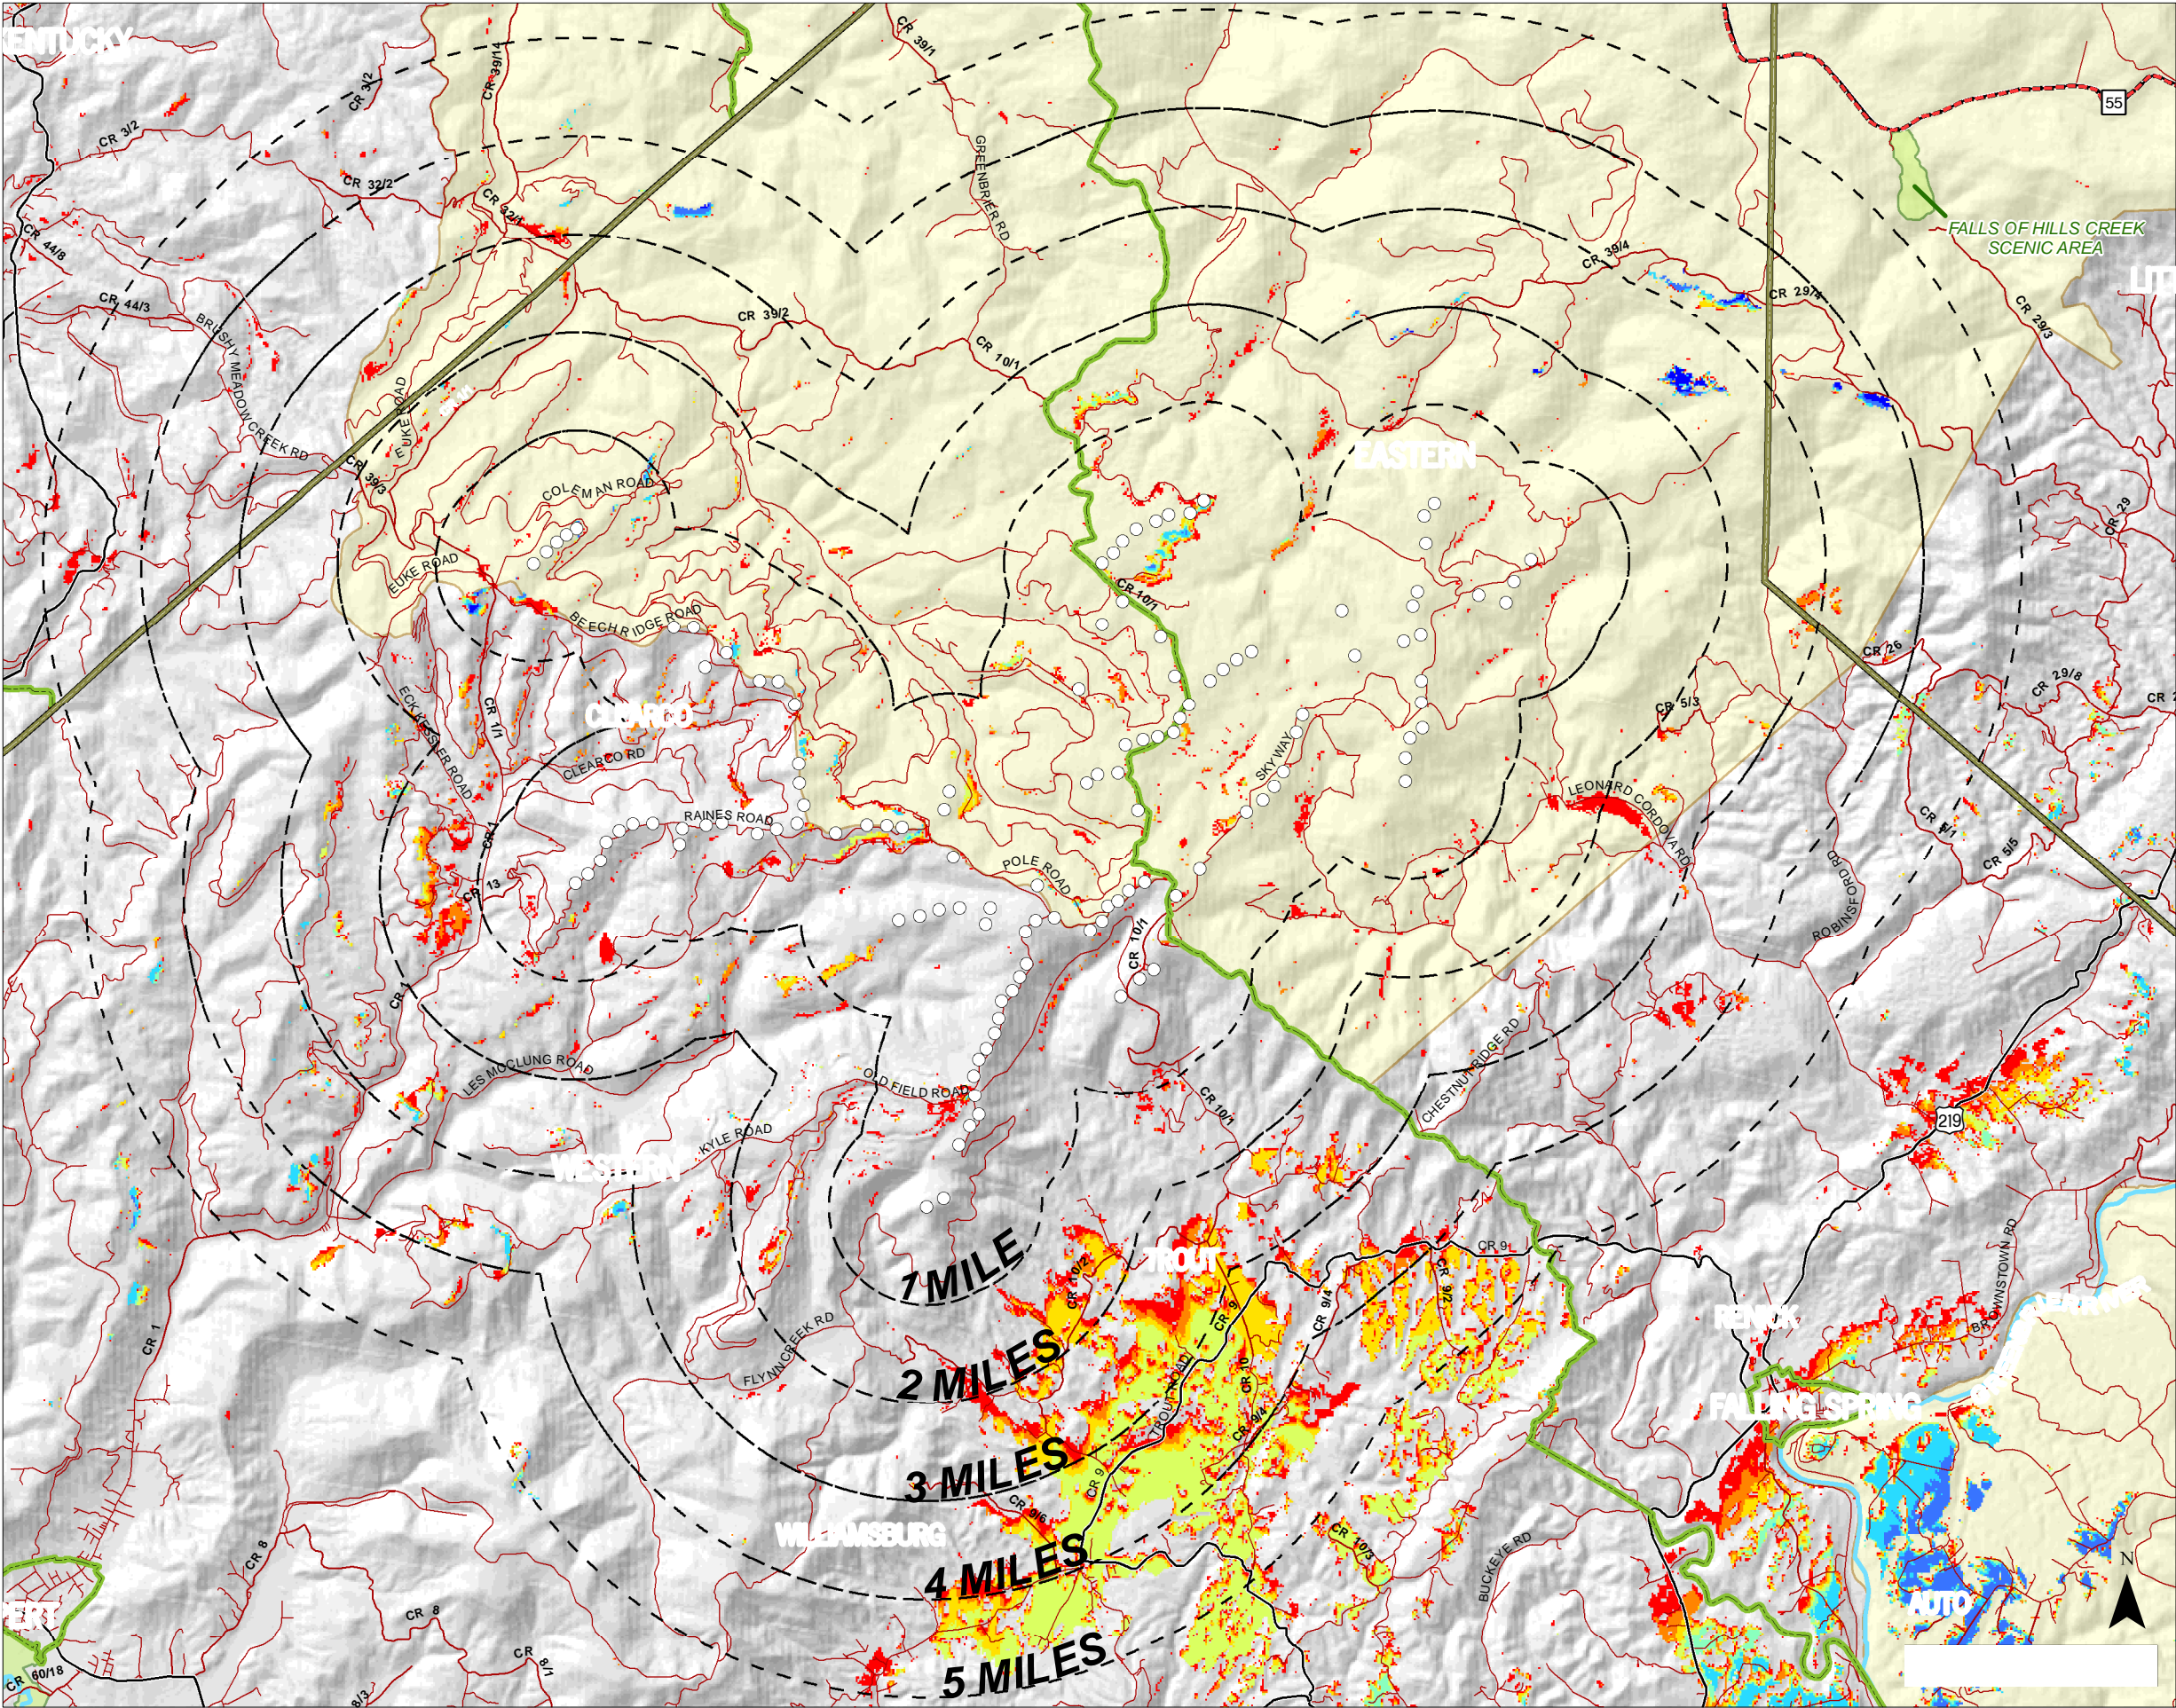 CR 39/1
CR 39/14
CR 3/2
55
CR 3/2
GREENBRIER RD
CR 32/2
CR 32/1
FALLS OF HILLS CREEK
SCENIC AREA
CR 44/8
CR 39/4
CR 44/3
CR 29/4
CR 29/3
BRUSHY MEADOW CREEK RD
CR 39/2
CR 10/1
EUKE ROAD
EASTERN
CR 39/3
COLEMAN ROAD
CR 29
EUKE ROAD
CR 10/1
BEECH RIDGE ROAD
CR 26
CR 29/8
ECK KESSLER ROAD
CR 1/1
CLEARCO
CR 5/3
CLEARCO RD
SKYWAY
LEONARD CORDOVA RD
RAINES ROAD
CR 1
CR 5/5
POLE ROAD
CR 13
ROBINS FORD RD
CR 10/1
CR 1
LES MCCLUNG ROAD
OLD FIELD ROAD
CR 10/1
CHESTNUT RIDGE RD
219
KYLE ROAD
WESTERN
1 MILE
TROUT
CR 9
CR 10/2
CR 9/2
BROWNSTOWN RD
CR 9/4
CR 9
RENICK
CR 1
FLYNN CREEK RD
2 MILES
TROUT ROAD
CR 10
FALLING SPRING
CR 9/4
3 MILES
CR 9
CR 9/6
WILLIAMSBURG
CR 10/3
CR 8
4 MILES
BUCKEYE RD
N
AUTO
CR 8
5 MILES
CR 8/1
CR 60/18
8/3